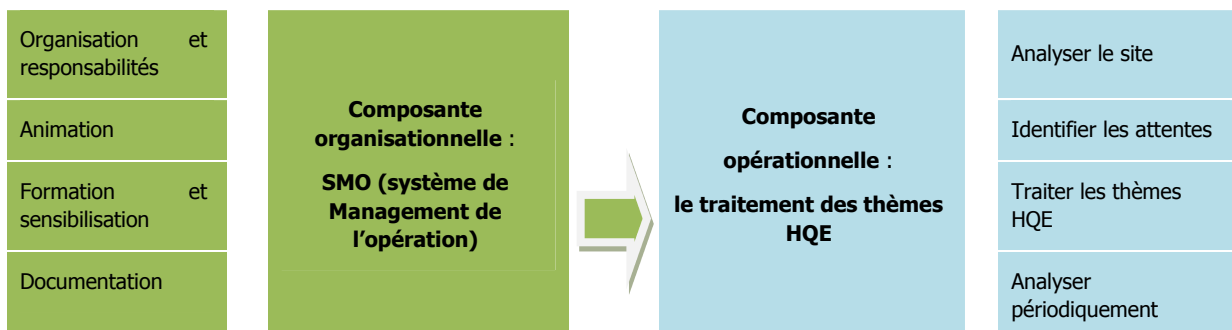 Organisation et
responsabilités
Animation
Formation et
sensibilisation
Documentation
Composante
organisationnelle :
SMO (système de
Management de
l'opération)
Composante
opérationnelle :
le traitement des thèmes
HQE
Analyser le site
Identifier les attentes
Traiter les thèmes
HQE
Analyser
périodiquement